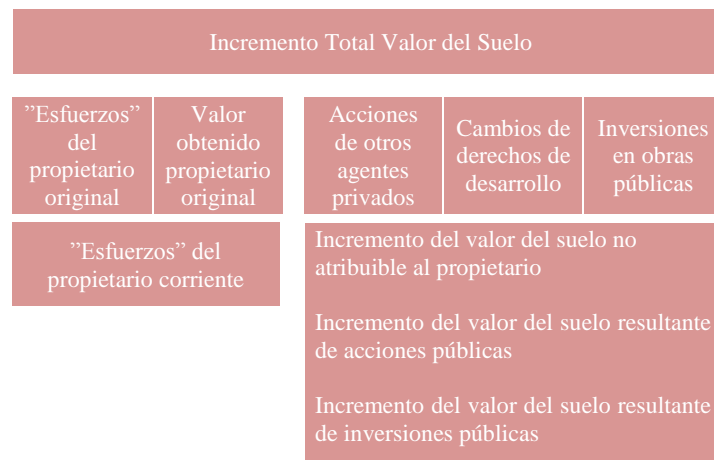 Incremento Total Valor del Suelo
”Esfuerzos”
del
propietario
original
Valor
obtenido
propietario
original
Acciones
de otros
agentes
privados
Cambios de
derechos de
desarrollo
Inversiones
en obras
públicas
”Esfuerzos” del
propietario corriente
Incremento del valor del suelo no
atribuible al propietario
Incremento del valor del suelo resultante
de acciones públicas
Incremento del valor del suelo resultante
de inversiones públicas